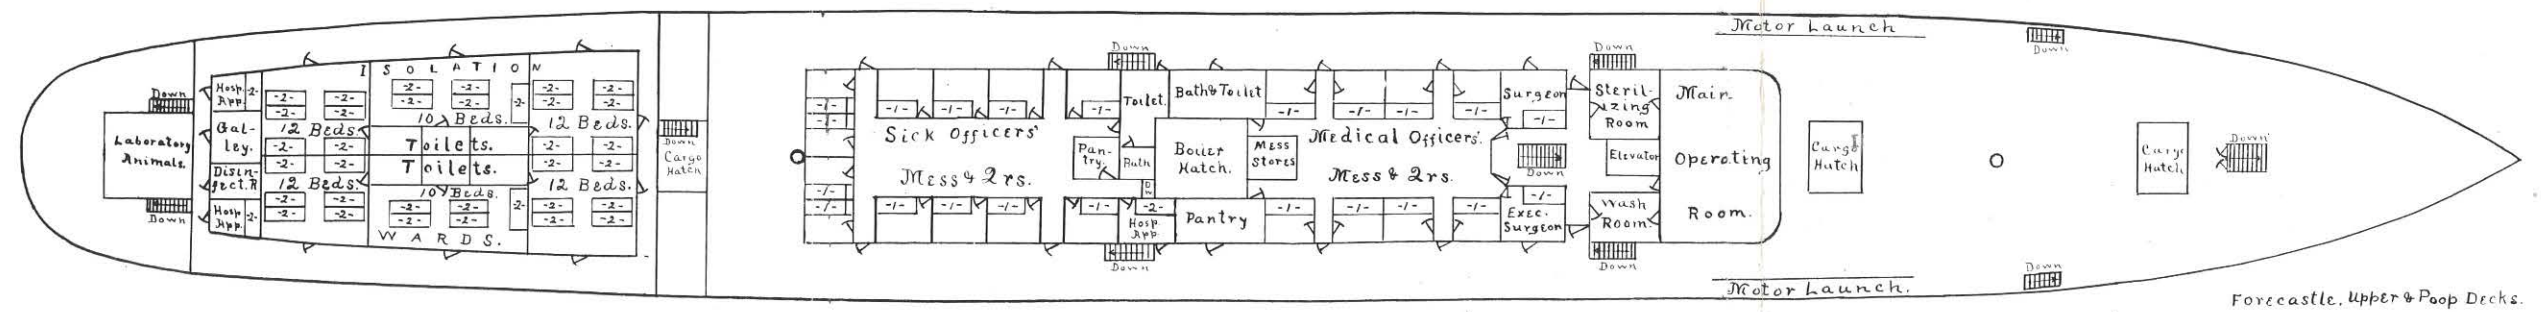 Down
Laboratory
Animals.
Down
Hosp.
App.
-2-
Gal-
ley.
Disin-
fect. R
Hosp
App.
-2-
ISOLATION
-2-
-2-
-2-
-2-
12 Beds.
-2-
-2-
-2-
-2-
12 Beds.
-2-
-2-
-2-
-2-
-2-
-2-
-2-
-2-
-2-
10 Beds.
Toilets.
Toilets.
10 Beds.
-2-
-2-
-2-
-2-
-2-
WARDS.
-2-
-2-
-2-
-2-
12 Beds.
-2-
-2-
-2-
-2-
12 Beds.
-2-
-2-
-2-
-2-
Down
Cargo
Hatch
-1-
-1-
-1-
-1-
-1-
-1-
-1-
-1-
Sick Officers'
Mess & Qrs.
-1-
-1-
-1-
-1-
Down
Toilet.
Pan-
try.
Bath
D
W
-2-
Hosp
App.
Down
Bath & Toilet
Boiler
Hatch.
Pantry
Mess
Stores
-1-
-1-
-1-
-1-
Medical Officers'.
Mess & Qrs.
-1-
-1-
-1-
-1-
Surgeon
-1-
Down
-1-
Exec.
Surgeon
Down
Steril-
izing
Room
Elevator
Wash
Room.
Down
Main
Operating
Room.
Motor Launch
Motor Launch.
Cargo
Hatch
Down
Down
Cargo
Hatch
Down
Forecastle, Upper & Poop Decks.